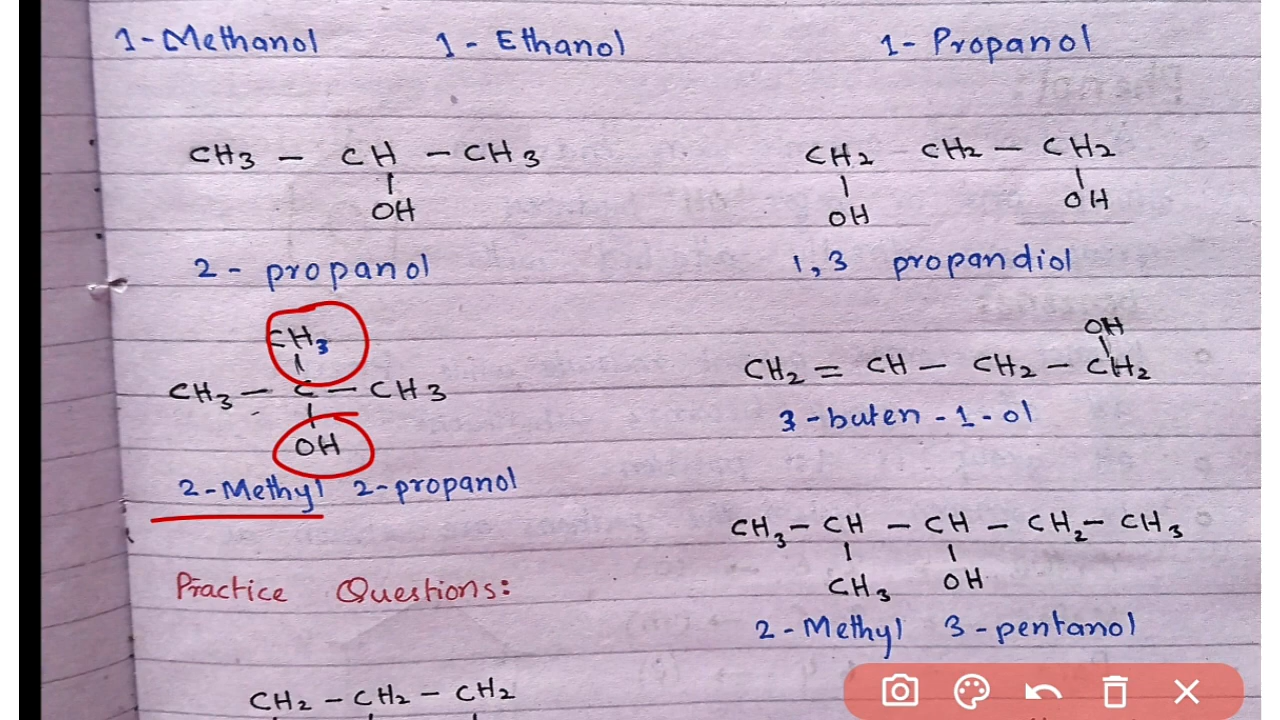 1-Methanol 1 - Ethanol 1- Propanol
CH3 — CH — CH3
OH
2 - propanol
CH2 CH2 — CH2
OH OH
1,3 propandiol
CH3
CH3 — C — CH3
OH
2-Methyl 2-propanol
OH
CH2 = CH — CH2 — CH2
3-buten-1-ol
CH3 — CH — CH — CH2 — CH3
CH3 OH
2-Methyl 3-pentanol
Practice Questions:
CH2 — CH2 — CH2